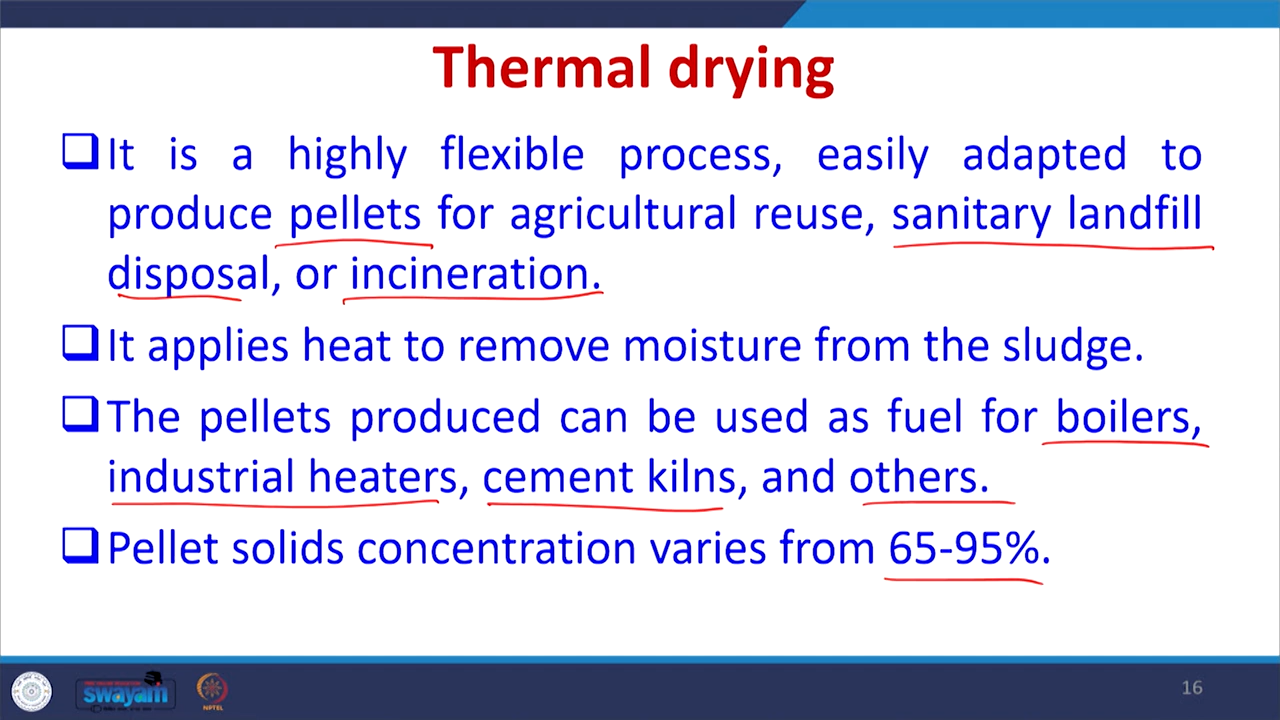 Thermal drying
It is a highly flexible process, easily adapted to
produce pellets for agricultural reuse, sanitary landfill
disposal, or incineration.
It applies heat to remove moisture from the sludge.
The pellets produced can be used as fuel for boilers,
industrial heaters, cement kilns, and others.
Pellet solids concentration varies from 65-95%.
swayam
NPTEL
16